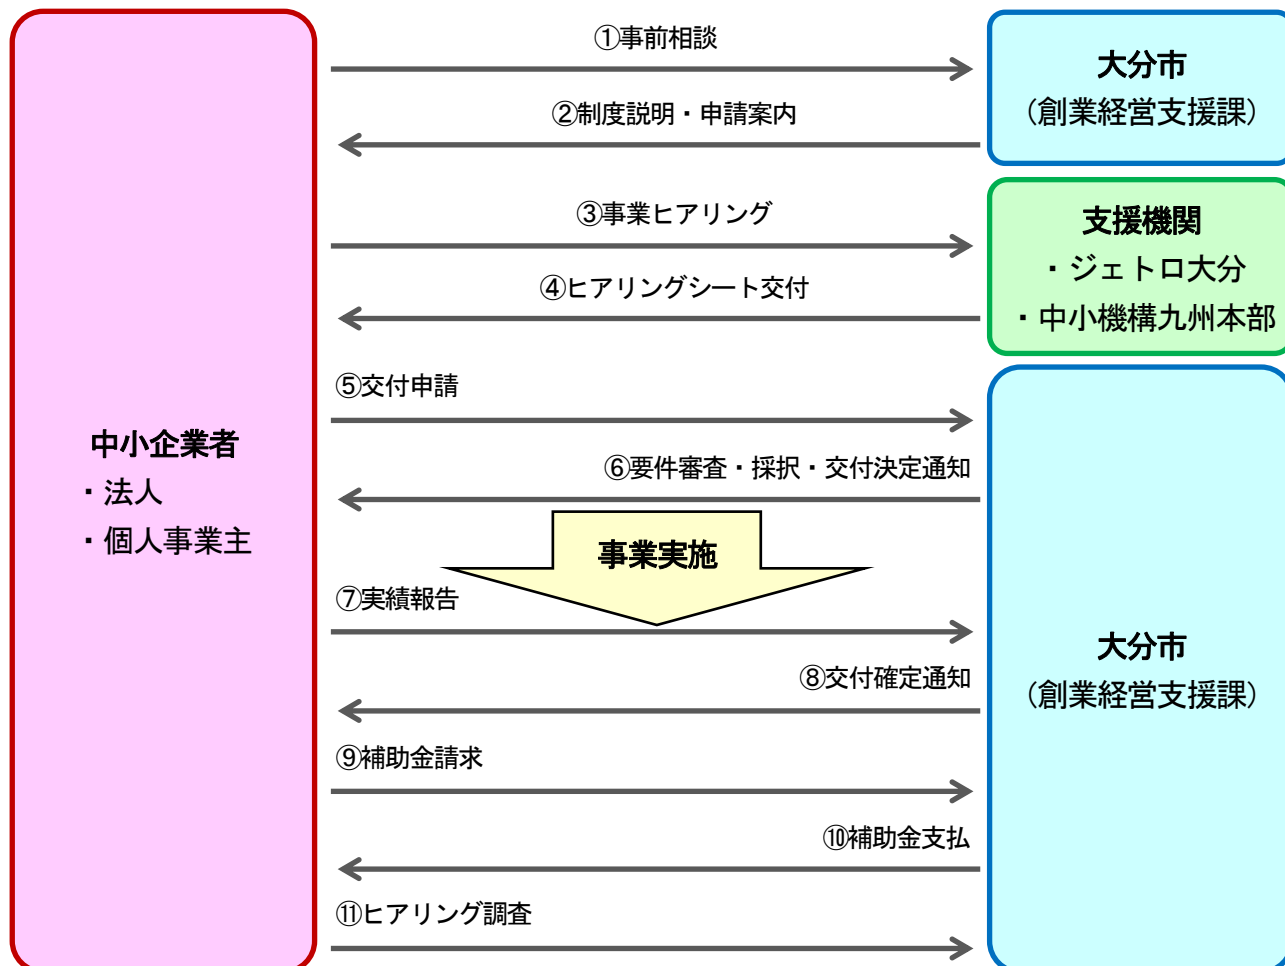 ①事前相談
大分市
（創業経営支援課）
②制度説明・申請案内
③事業ヒアリング
支援機関
・ジェトロ大分
・中小機構九州本部
④ヒアリングシート交付
⑤交付申請
中小企業者
・法人
・個人事業主
⑥要件審査・採択・交付決定通知
事業実施
⑦実績報告
大分市
（創業経営支援課）
⑧交付確定通知
⑨補助金請求
⑩補助金支払
⑪ヒアリング調査